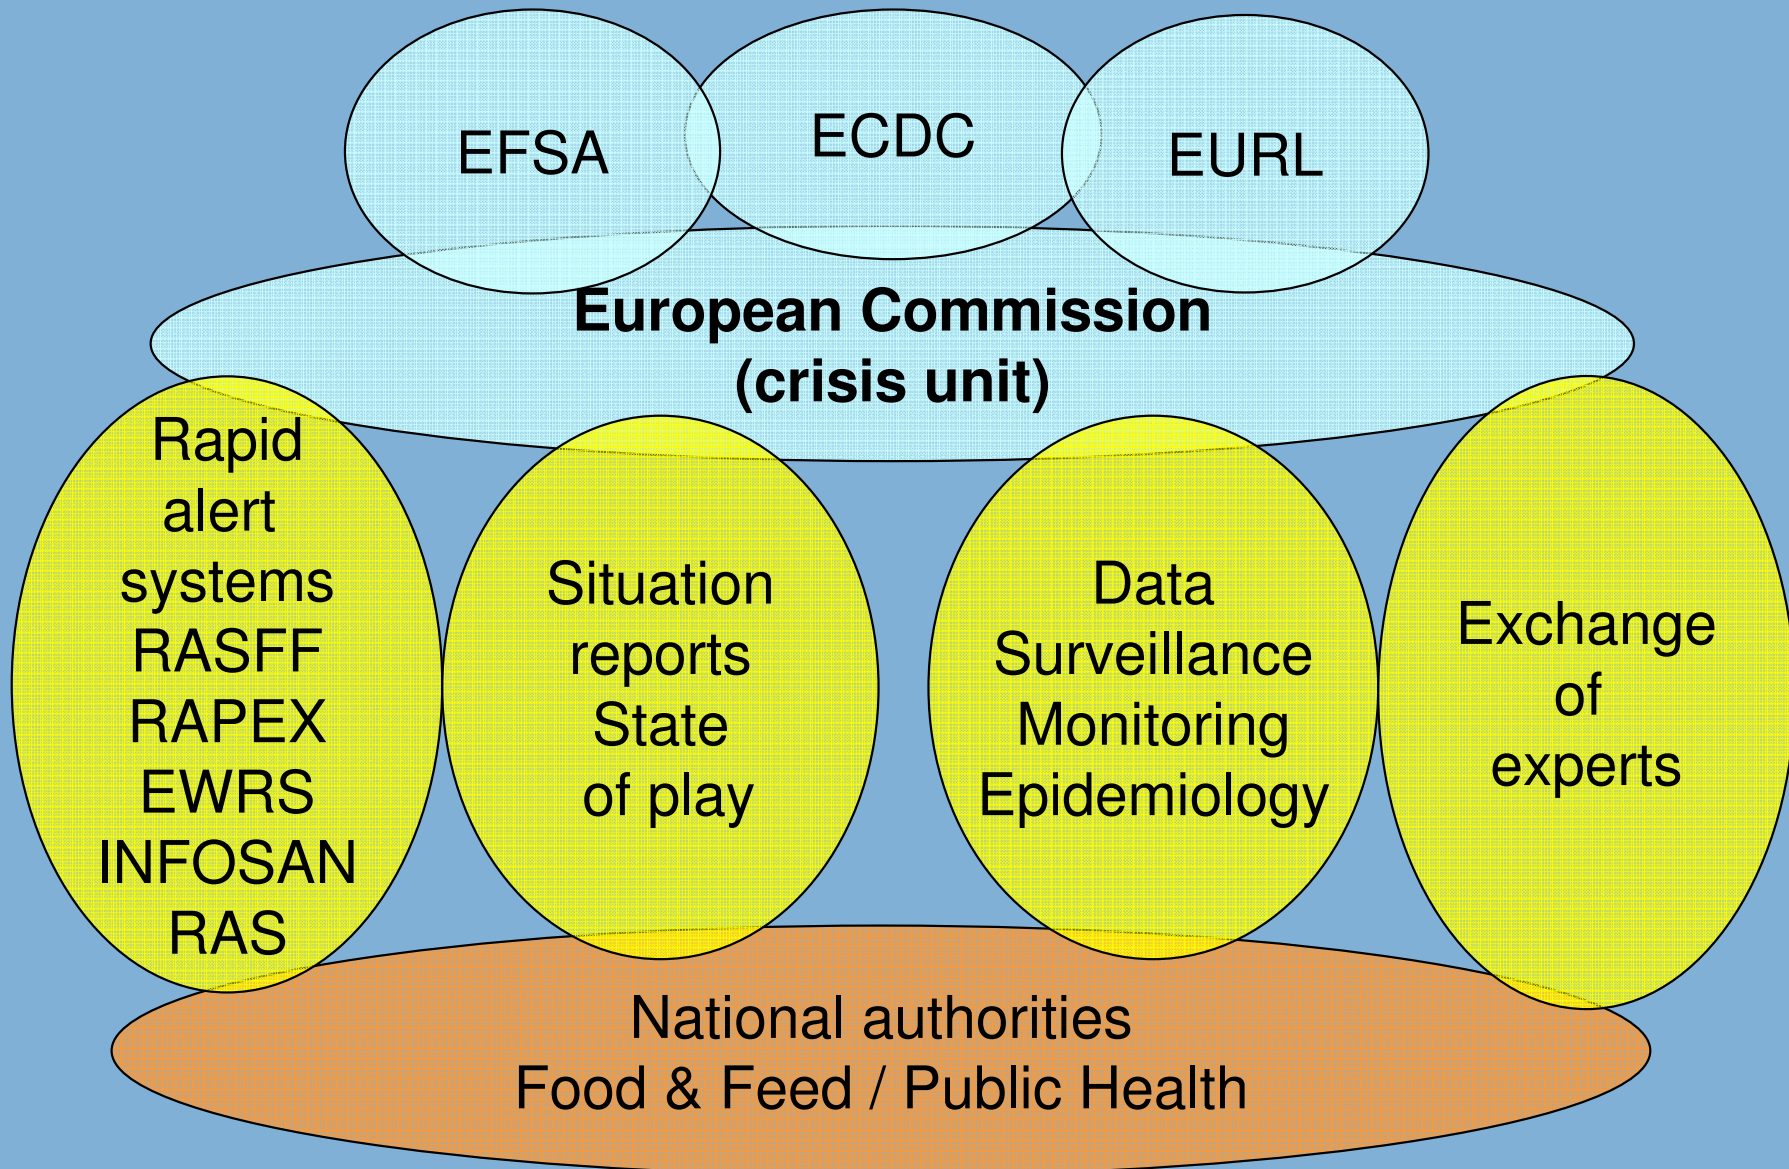 EFSA
ECDC
EURL
European Commission
(crisis unit)
Rapid
alert
systems
RASFF
RAPEX
EWRS
INFOSAN
RAS
Situation
reports
State
of play
Data
Surveillance
Monitoring
Epidemiology
Exchange
of
experts
National authorities
Food & Feed / Public Health